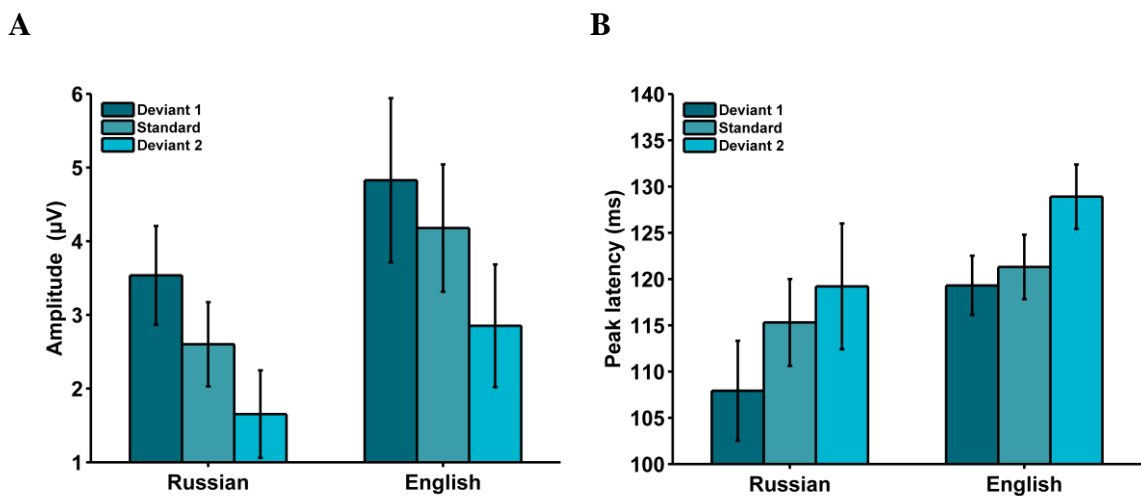 A
Amplitude (µV)
6
5
4
3
2
1
Deviant 1
Standard
Deviant 2
Russian
English
B
Peak latency (ms)
140
135
130
125
120
115
110
105
100
Deviant 1
Standard
Deviant 2
Russian
English